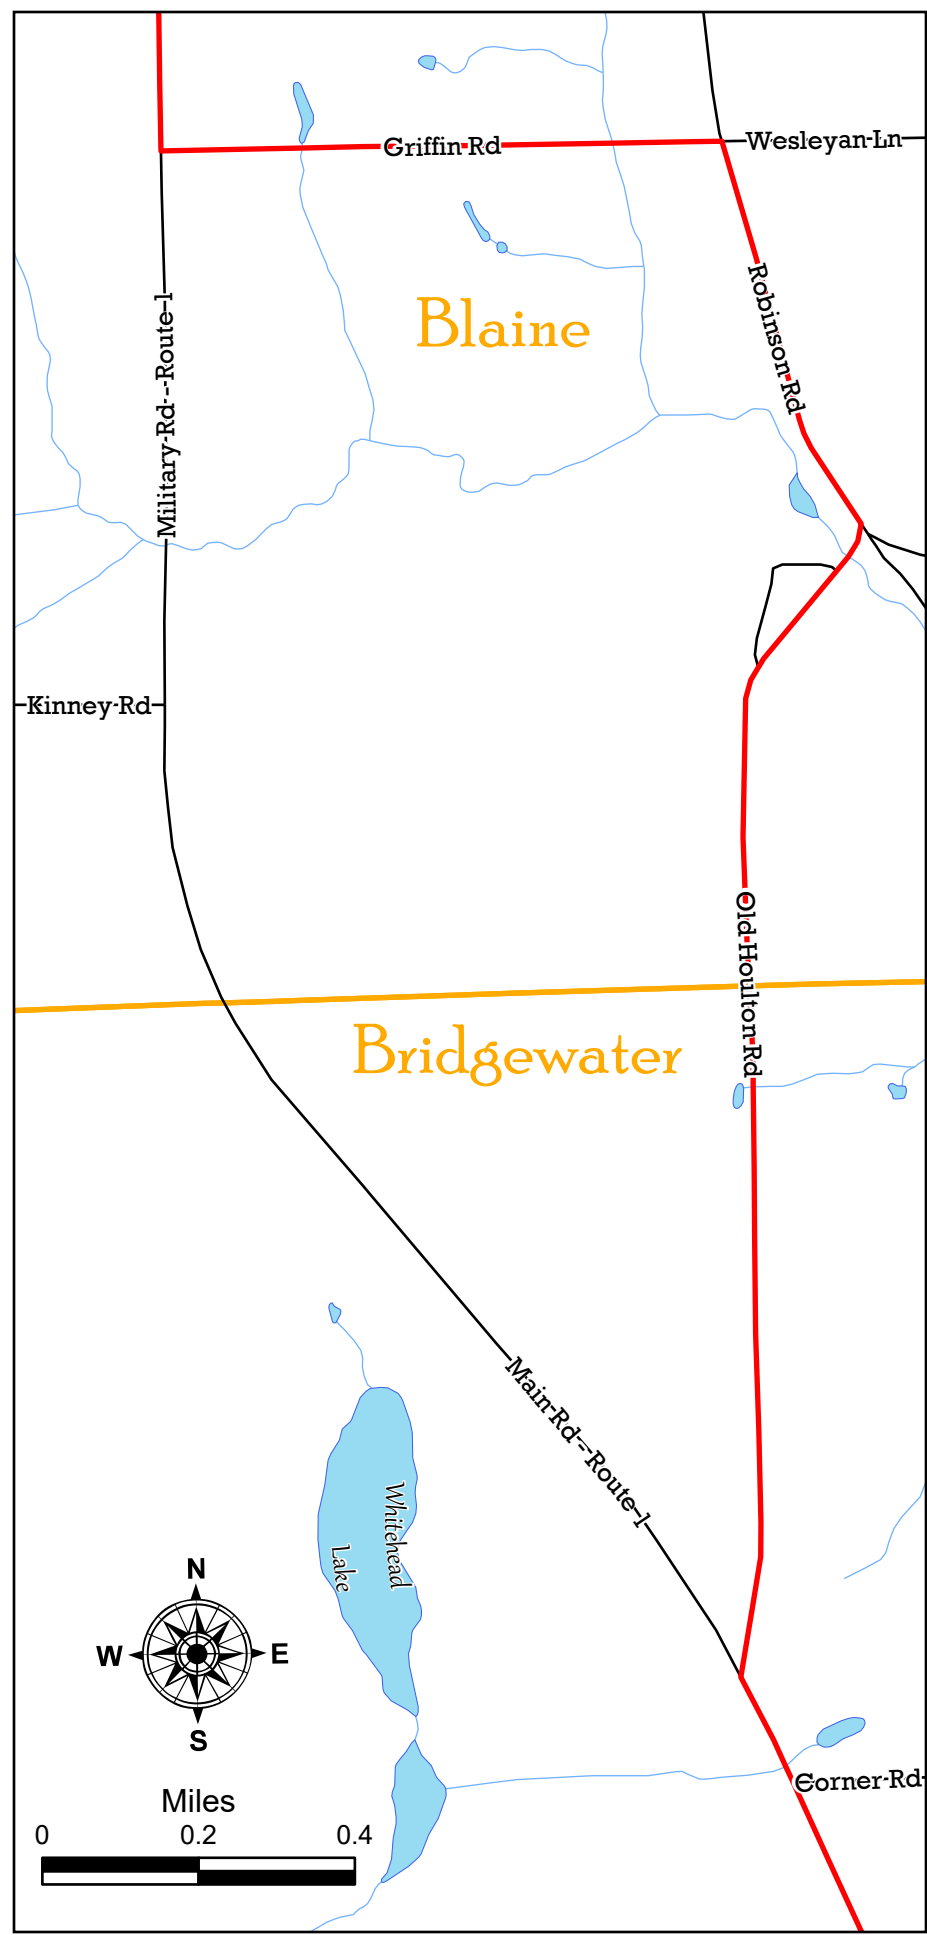 Griffin Rd
Wesleyan Ln
Robinson Rd
Blaine
Military Rd - Route 1
Kinney Rd
Old Houlton Rd
Bridgewater
Main Rd - Route 1
Whitehead
Lake
N
W
E
S
Corner Rd
Miles
0 0.2 0.4